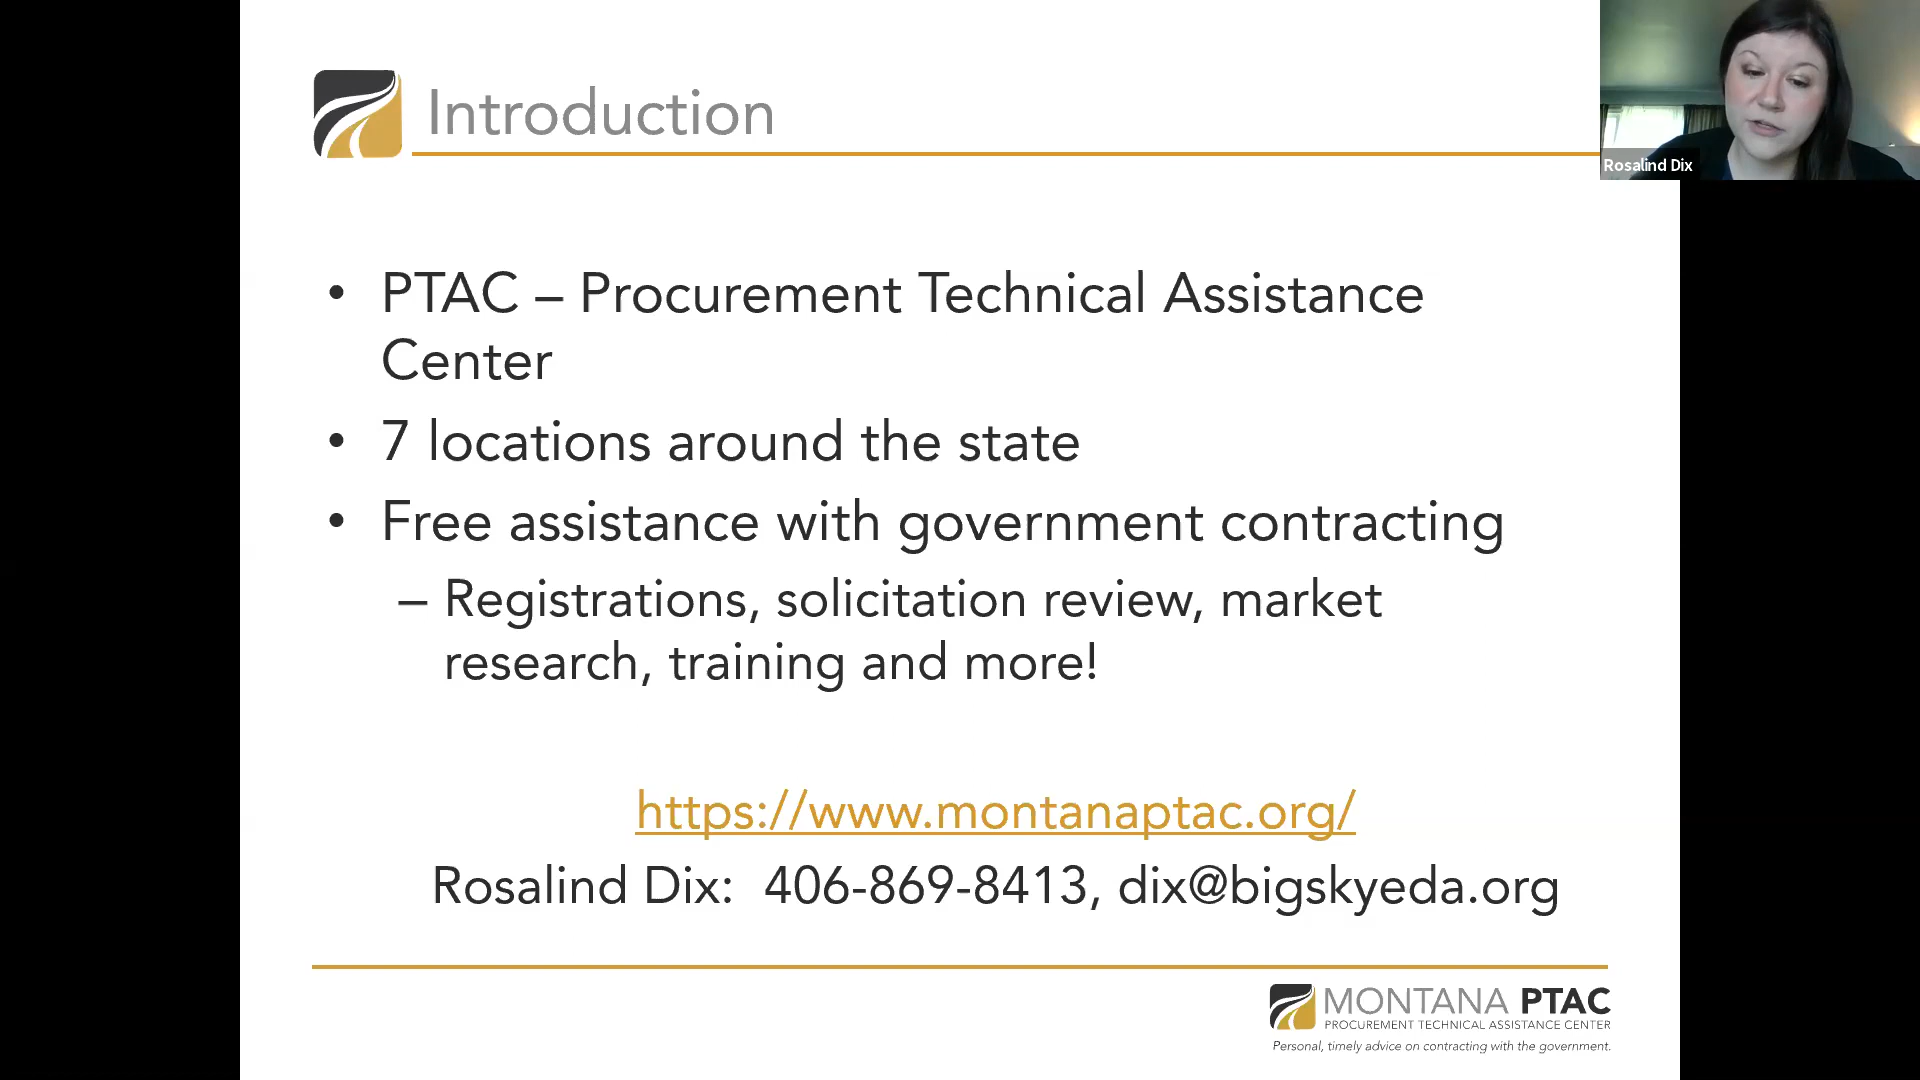 Introduction
Rosalind Dix
• PTAC – Procurement Technical Assistance
Center
• 7 locations around the state
• Free assistance with government contracting
– Registrations, solicitation review, market
research, training and more!
https://www.montanaptac.org/
Rosalind Dix: 406-869-8413, dix@bigskyeda.org
MONTANA PTAC
PROCUREMENT TECHNICAL ASSISTANCE CENTER
Personal, timely advice on contracting with the government.